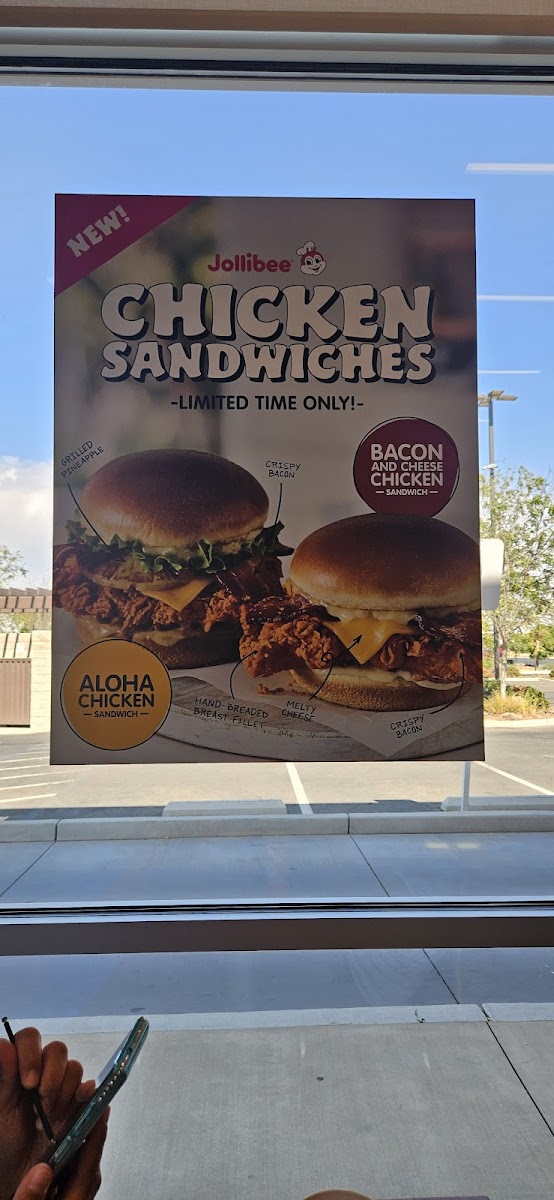 NEW!
Jollibee
CHICKEN
SANDWICHES
-LIMITED TIME ONLY!-
GRILLED
PINEAPPLE
CRISPY
BACON
BACON
AND CHEESE
CHICKEN
— SANDWICH —
ALOHA
CHICKEN
— SANDWICH —
HAND-BREADED
BREAST FILLET
MELTY
CHEESE
CRISPY
BACON